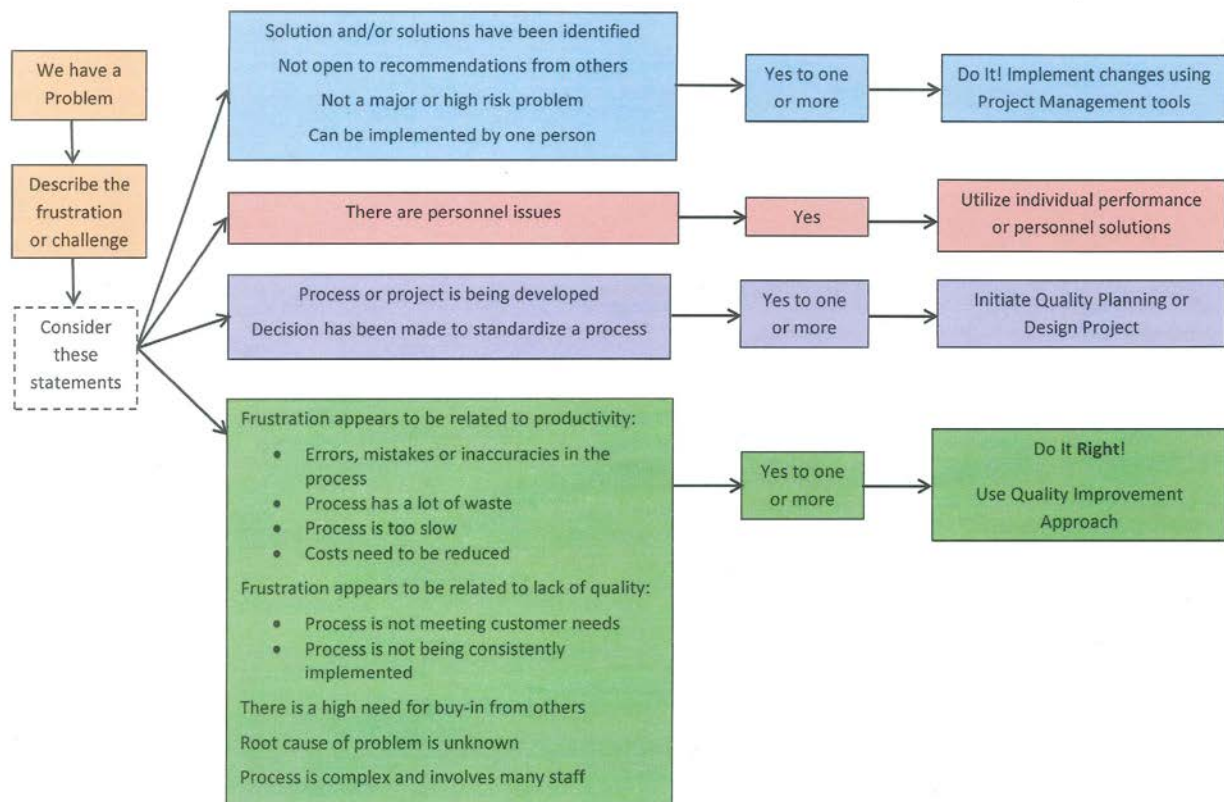 We have a
Problem
Describe the
frustration
or challenge
Consider
these
statements
Solution and/or solutions have been identified
Not open to recommendations from others
Not a major or high risk problem
Can be implemented by one person
Yes to one
or more
Do It! Implement changes using
Project Management tools
There are personnel issues
Yes
Utilize individual performance
or personnel solutions
Process or project is being developed
Decision has been made to standardize a process
Yes to one
or more
Initiate Quality Planning or
Design Project
Frustration appears to be related to productivity:
• Errors, mistakes or inaccuracies in the
process
• Process has a lot of waste
• Process is too slow
• Costs need to be reduced
Frustration appears to be related to lack of quality:
• Process is not meeting customer needs
• Process is not being consistently
implemented
There is a high need for buy-in from others
Root cause of problem is unknown
Process is complex and involves many staff
Yes to one
or more
Do It Right!
Use Quality Improvement
Approach